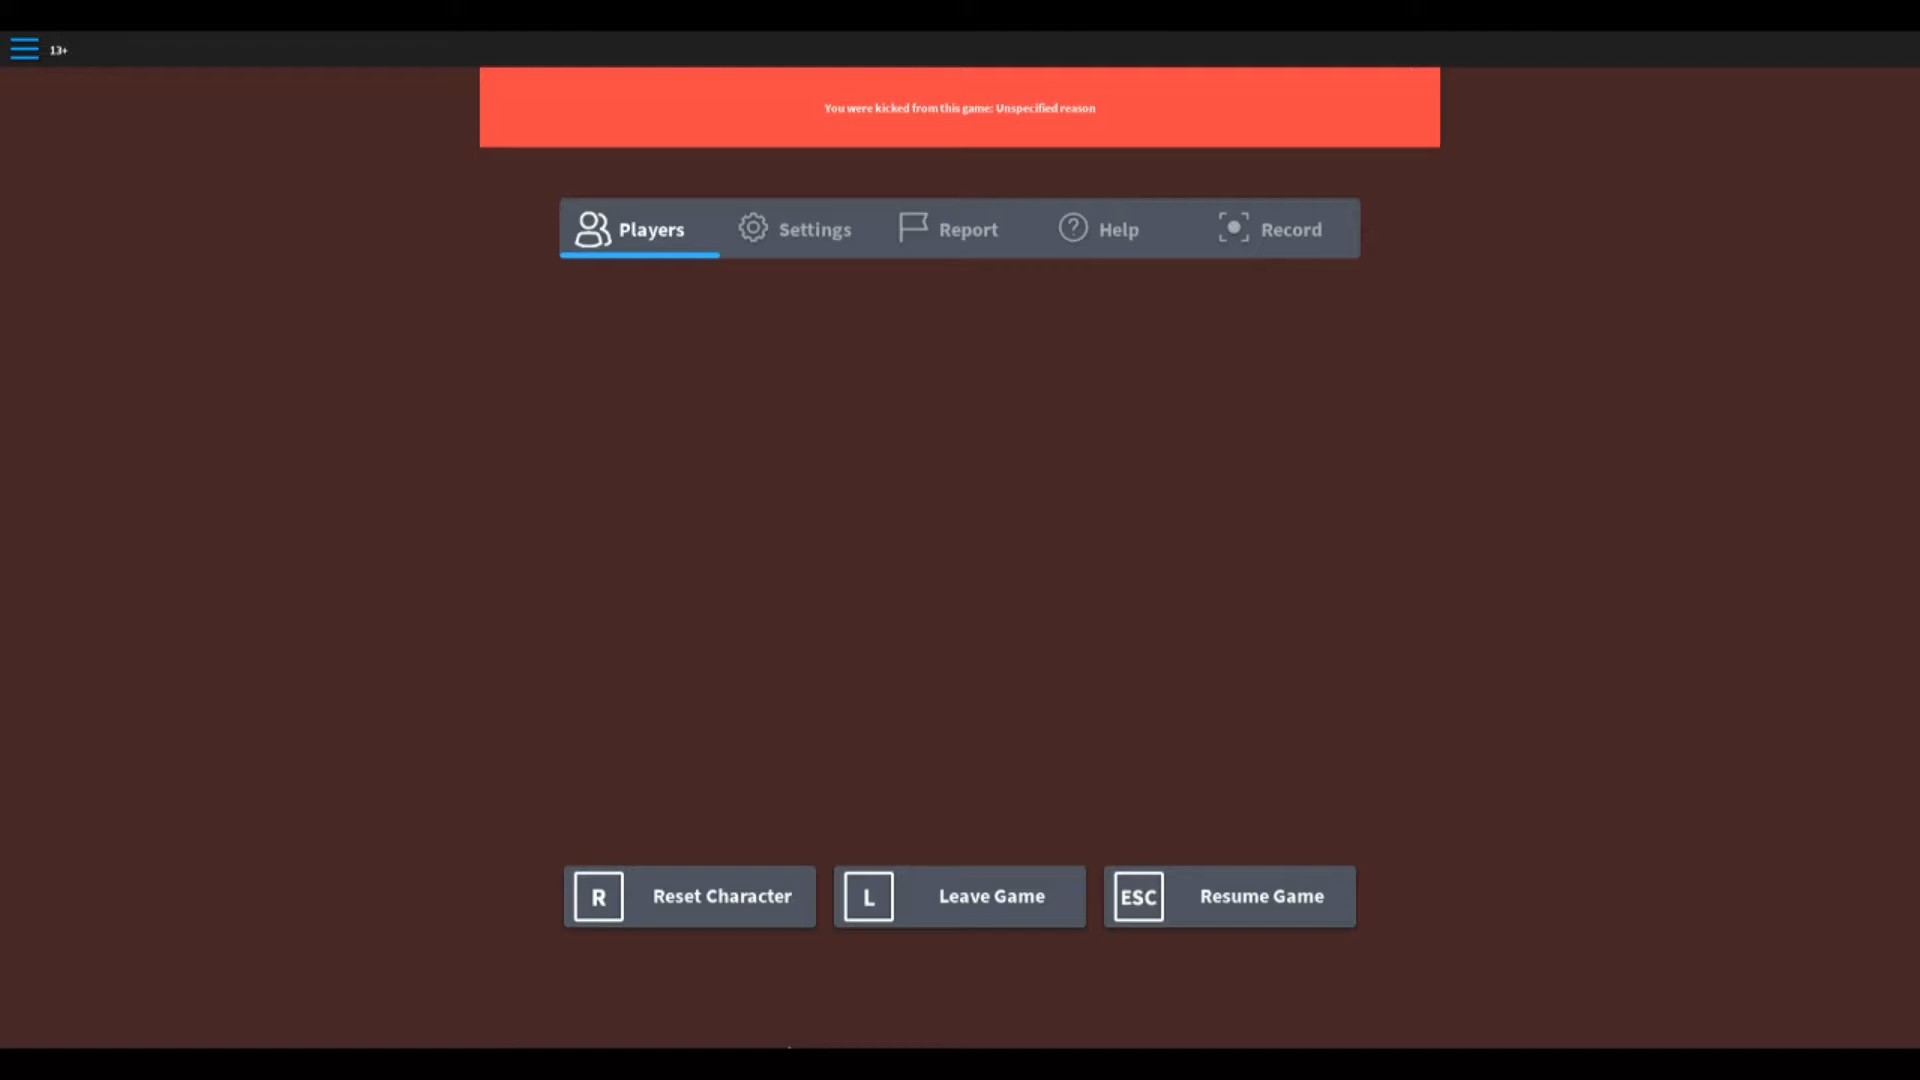 13+
You were kicked from this game: Unspecified reason
Players Settings Report Help Record
R Reset Character L Leave Game ESC Resume Game